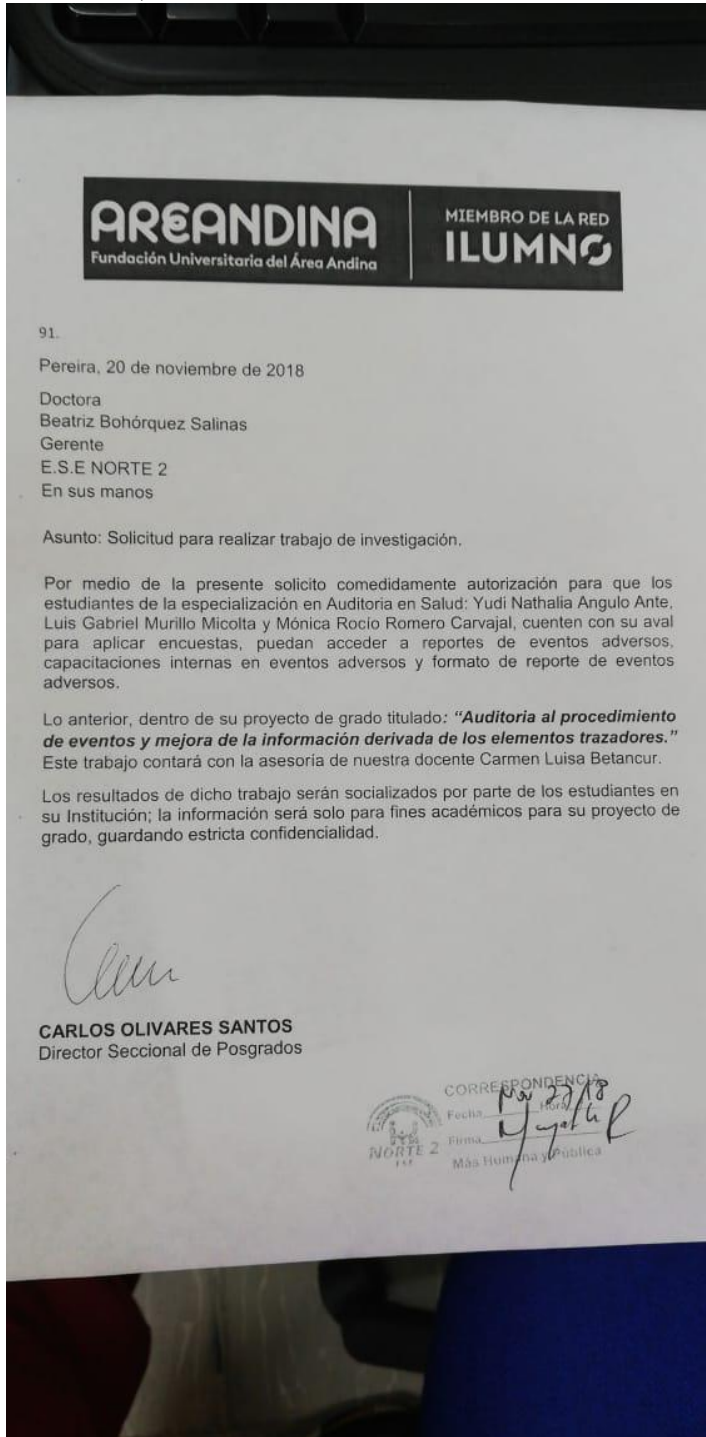 AREANDINA
Fundación Universitaria del Área Andina
MIEMBRO DE LA RED
ILUMNO
91.
Pereira, 20 de noviembre de 2018
Doctora
Beatriz Bohórquez Salinas
Gerente
E.S.E NORTE 2
En sus manos
Asunto: Solicitud para realizar trabajo de investigación.
Por medio de la presente solicito comedidamente autorización para que los
estudiantes de la especialización en Auditoria en Salud: Yudi Nathalia Angulo Ante,
Luis Gabriel Murillo Micolta y Mónica Rocío Romero Carvajal, cuenten con su aval
para aplicar encuestas, puedan acceder a reportes de eventos adversos,
capacitaciones internas en eventos adversos y formato de reporte de eventos
adversos.
Lo anterior, dentro de su proyecto de grado titulado: “Auditoria al procedimiento
de eventos y mejora de la información derivada de los elementos trazadores.”
Este trabajo contará con la asesoría de nuestra docente Carmen Luisa Betancur.
Los resultados de dicho trabajo serán socializados por parte de los estudiantes en
su Institución; la información será solo para fines académicos para su proyecto de
grado, guardando estricta confidencialidad.
CARLOS OLIVARES SANTOS
Director Seccional de Posgrados
CORRESPONDENCIA
Fecha Hora
Firma
NORTE 2
ESE
Más Humana y Pública